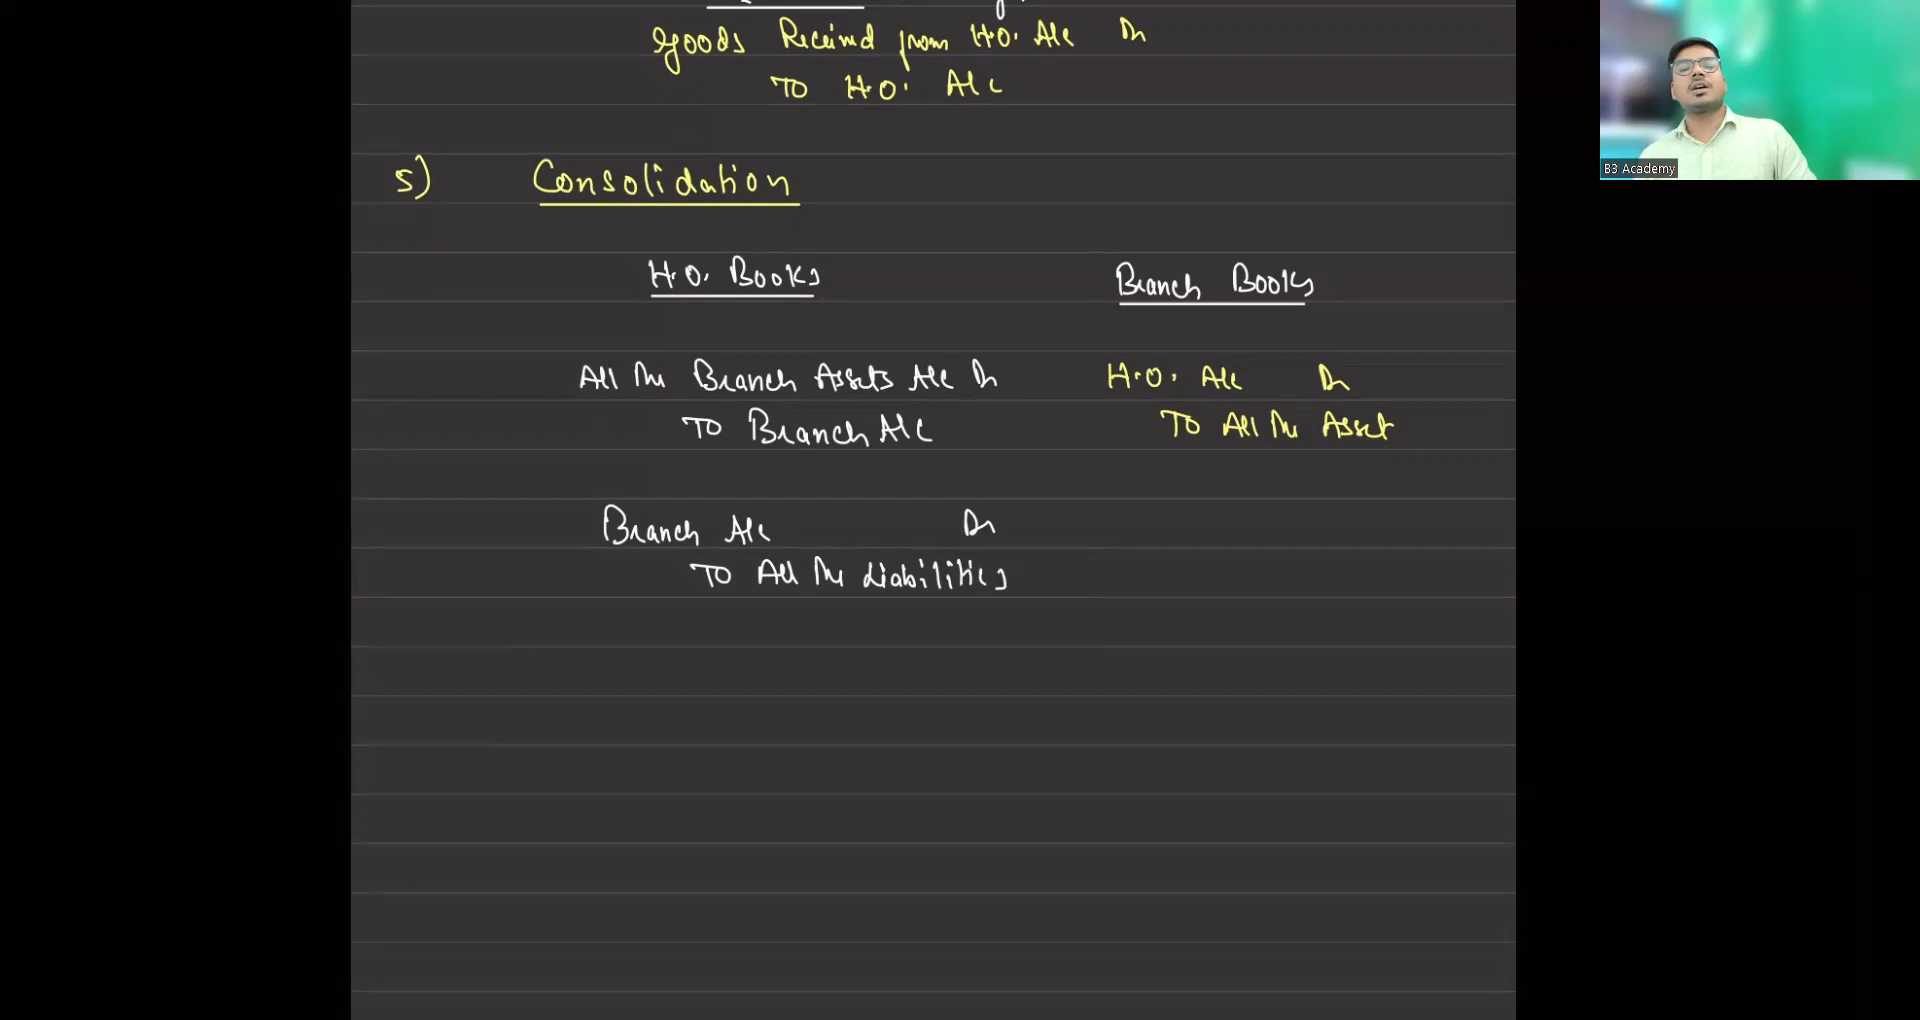 Goods Received from H.O. A/c Dr
To H.O. A/c
B3 Academy
5) Consolidation
H.O. Books Branch Books
All the Branch Assets A/c Dr H.O. A/c Dr
To Branch A/c To All the Asset
Branch A/c Dr
To All the Liabilities